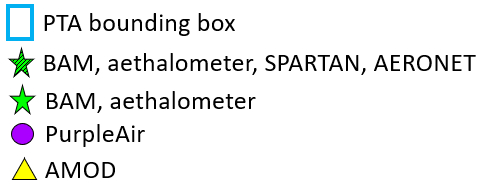 PTA bounding box
BAM, aethalometer, SPARTAN, AERONET
BAM, aethalometer
PurpleAir
AMOD